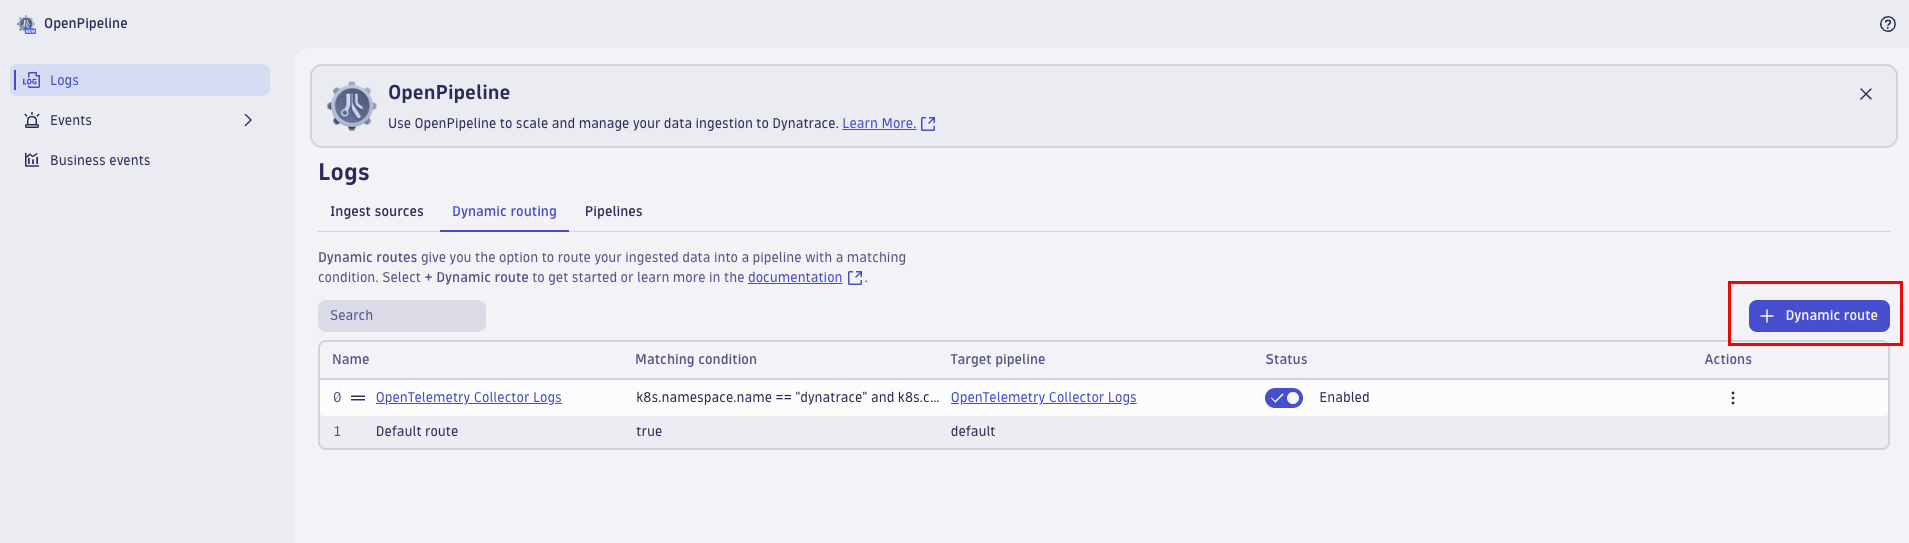 OpenPipeline
Logs
Events
Business events
OpenPipeline
Use OpenPipeline to scale and manage your data ingestion to Dynatrace. Learn More.
Logs
Ingest sources Dynamic routing Pipelines
Dynamic routes give you the option to route your ingested data into a pipeline with a matching
condition. Select + Dynamic route to get started or learn more in the documentation .
Search
+ Dynamic route
Name Matching condition Target pipeline Status Actions
0 OpenTelemetry Collector Logs k8s.namespace.name == "dynatrace" and k8s.c... OpenTelemetry Collector Logs Enabled
1 Default route true default